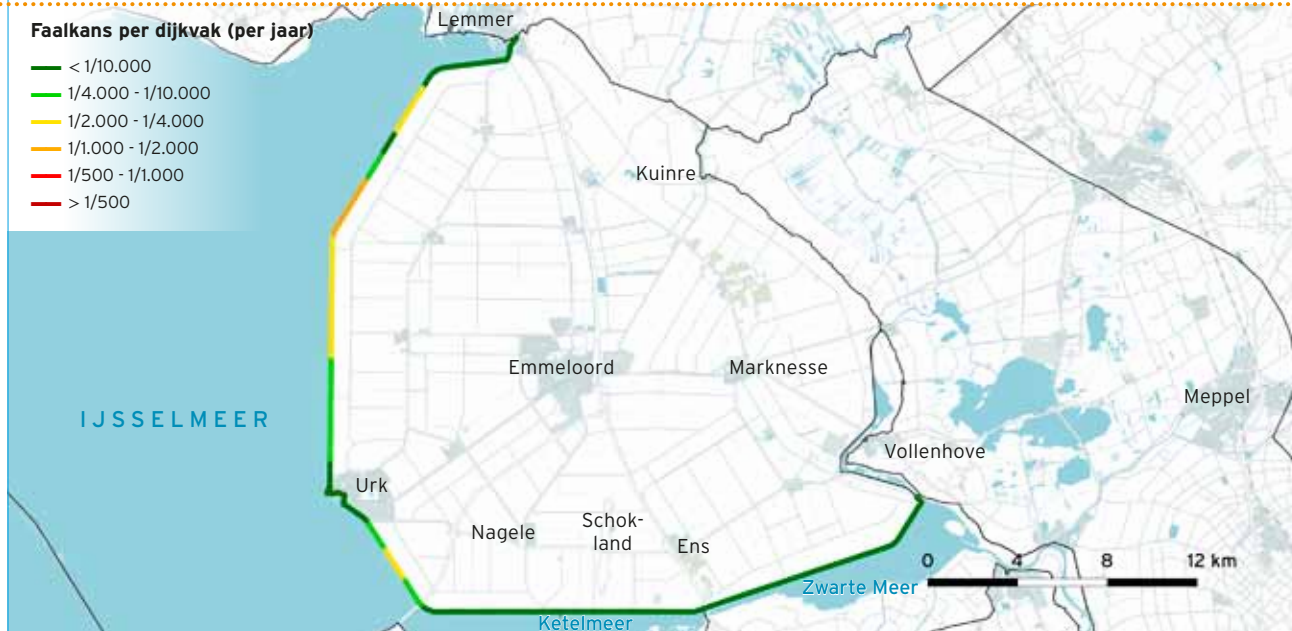 Faalkans per dijkvak (per jaar)
< 1/10.000
1/4.000 - 1/10.000
1/2.000 - 1/4.000
1/1.000 - 1/2.000
1/500 - 1/1.000
> 1/500
Lemmer
Kuinre
Emmeloord
Marknesse
Meppel
IJSSELMEER
Vollenhove
Urk
Nagele
Schok-
land
Ens
0 4 8 12 km
Zwarte Meer
Ketelmeer